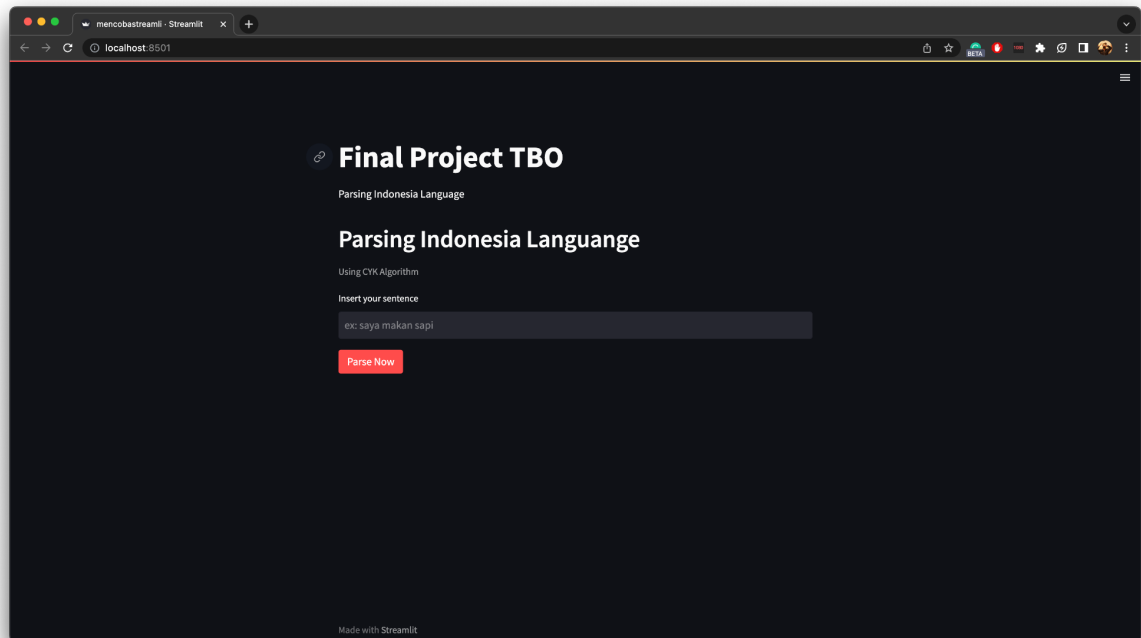 mencobastreamli · Streamlit
localhost:8501
BETA
Final Project TBO
Parsing Indonesia Language
Parsing Indonesia Languange
Using CYK Algorithm
Insert your sentence
ex: saya makan sapi
Parse Now
Made with Streamlit